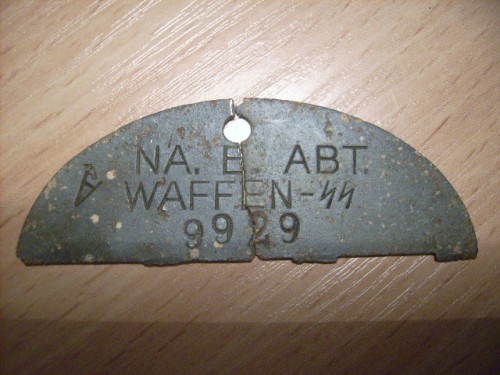 NA. E. ABT.
WAFFEN-ᛋᛋ
9929